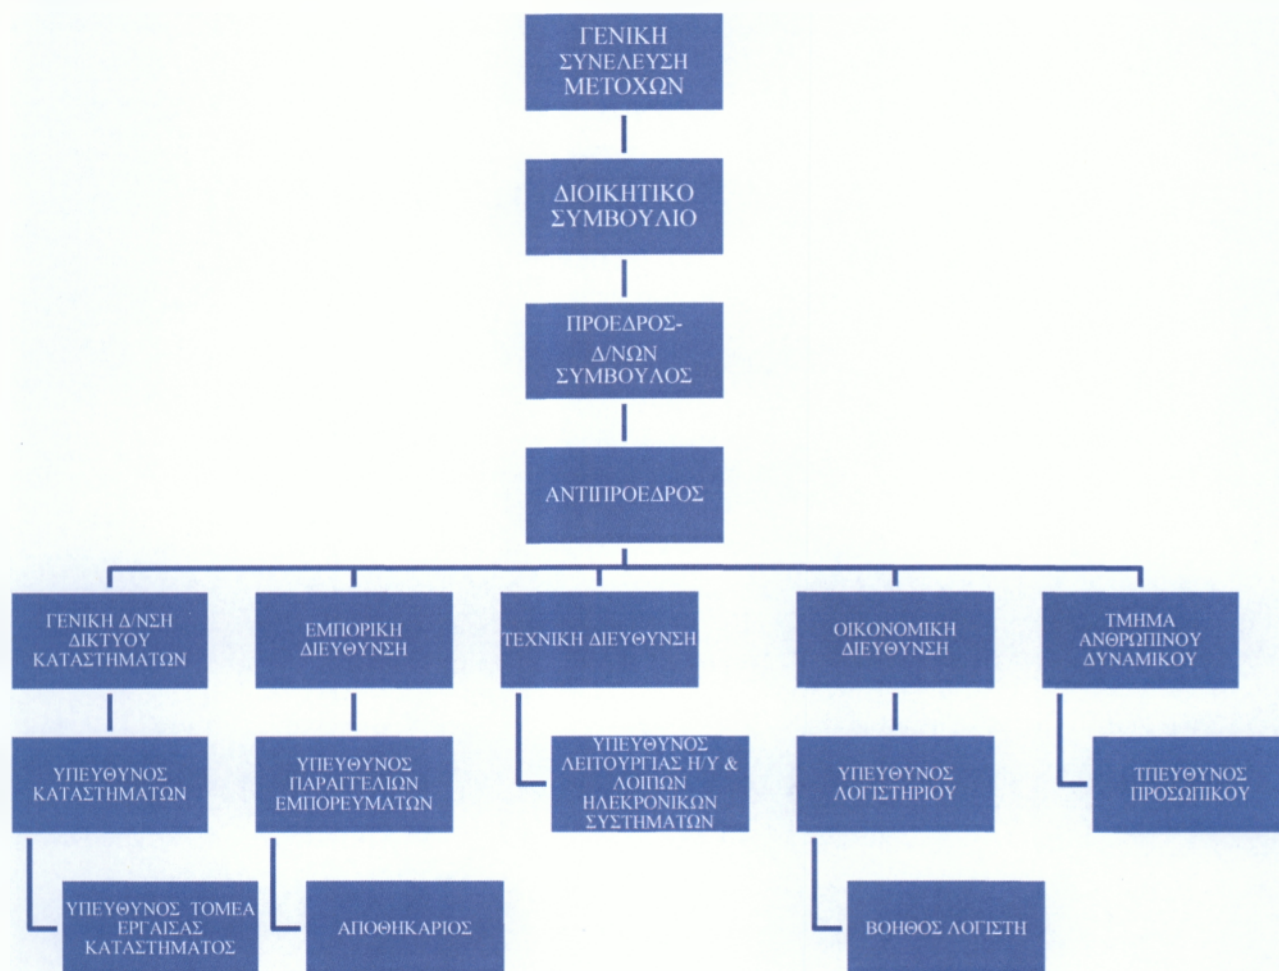 ΓΕΝΙΚΗ
ΣΥΝΕΛΕΥΣΗ
ΜΕΤΟΧΩΝ
ΔΙΟΙΚΗΤΙΚΟ
ΣΥΜΒΟΥΛΙΟ
ΠΡΟΕΔΡΟΣ-
Δ/ΝΩΝ
ΣΥΜΒΟΥΛΟΣ
ΑΝΤΙΠΡΟΕΔΡΟΣ
ΓΕΝΙΚΗ Δ/ΝΣΗ
ΔΙΚΤΥΟΥ
ΚΑΤΑΣΤΗΜΑΤΩΝ
ΕΜΠΟΡΙΚΗ
ΔΙΕΥΘΥΝΣΗ
ΤΕΧΝΙΚΗ ΔΙΕΥΘΥΝΣΗ
ΟΙΚΟΝΟΜΙΚΗ
ΔΙΕΥΘΥΝΣΗ
ΤΜΗΜΑ
ΑΝΘΡΩΠΙΝΟΥ
ΔΥΝΑΜΙΚΟΥ
ΥΠΕΥΘΥΝΟΣ
ΚΑΤΑΣΤΗΜΑΤΩΝ
ΥΠΕΥΘΥΝΟΣ
ΠΑΡΑΓΓΕΛΙΩΝ
ΕΜΠΟΡΕΥΜΑΤΩΝ
ΥΠΕΥΘΥΝΟΣ
ΛΕΙΤΟΥΡΓΙΑΣ Η/Υ &
ΛΟΙΠΩΝ
ΗΛΕΚΡΟΝΙΚΩΝ
ΣΥΣΤΗΜΑΤΩΝ
ΥΠΕΥΘΥΝΟΣ
ΛΟΓΙΣΤΗΡΙΟΥ
ΤΠΕΥΘΥΝΟΣ
ΠΡΟΣΩΠΙΚΟΥ
ΥΠΕΥΘΥΝΟΣ ΤΟΜΕΑ
ΕΡΓΑΙΣΑΣ
ΚΑΤΑΣΤΗΜΑΤΟΣ
ΑΠΟΘΗΚΑΡΙΟΣ
ΒΟΗΘΟΣ ΛΟΓΙΣΤΗ